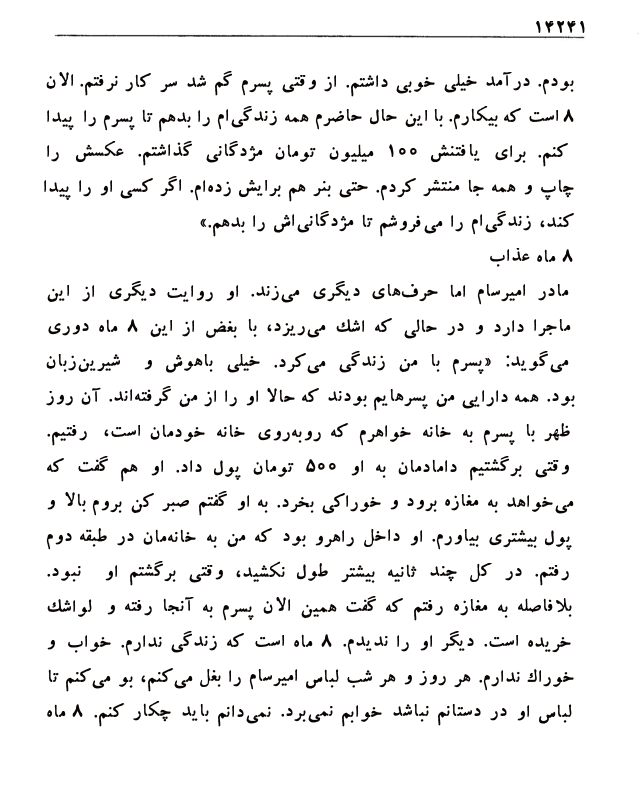 ۱۴۲۴۱
بودم. درآمد خیلی خوبی داشتم. از وقتی پسرم گم شد سر کار نرفتم. الان
۸ است که بیکارم. با این حال حاضرم همه زندگی‌ام را بدهم تا پسرم را پیدا
کنم. برای یافتنش ۱۰۰ میلیون تومان مژدگانی گذاشتم. عکسش را
چاپ و همه جا منتشر کردم. حتی بنر هم برایش زده‌ام. اگر کسی او را پیدا
کند، زندگی‌ام را می‌فروشم تا مژدگانی‌اش را بدهم.»
۸ ماه عذاب
مادر امیرسام اما حرف‌های دیگری می‌زند. او روایت دیگری از این
ماجرا دارد و در حالی که اشك می‌ریزد، با بغض از این ۸ ماه دوری
می‌گوید: «پسرم با من زندگی می‌کرد. خیلی باهوش و شیرین‌زبان
بود. همه دارایی من پسرهایم بودند که حالا او را از من گرفته‌اند. آن روز
ظهر با پسرم به خانه خواهرم که روبه‌روی خانه خودمان است، رفتیم.
وقتی برگشتیم دامادمان به او ۵۰۰ تومان پول داد. او هم گفت که
می‌خواهد به مغازه برود و خوراکی بخرد. به او گفتم صبر کن بروم بالا و
پول بیشتری بیاورم. او داخل راهرو بود که من به خانه‌مان در طبقه دوم
رفتم. در کل چند ثانیه بیشتر طول نکشید، وقتی برگشتم او نبود.
بلافاصله به مغازه رفتم که گفت همین الان پسرم به آنجا رفته و لواشك
خریده است. دیگر او را ندیدم. ۸ ماه است که زندگی ندارم. خواب و
خوراك ندارم. هر روز و هر شب لباس امیرسام را بغل می‌کنم، بو می‌کنم تا
لباس او در دستانم نباشد خوابم نمی‌برد. نمی‌دانم باید چکار کنم. ۸ ماه